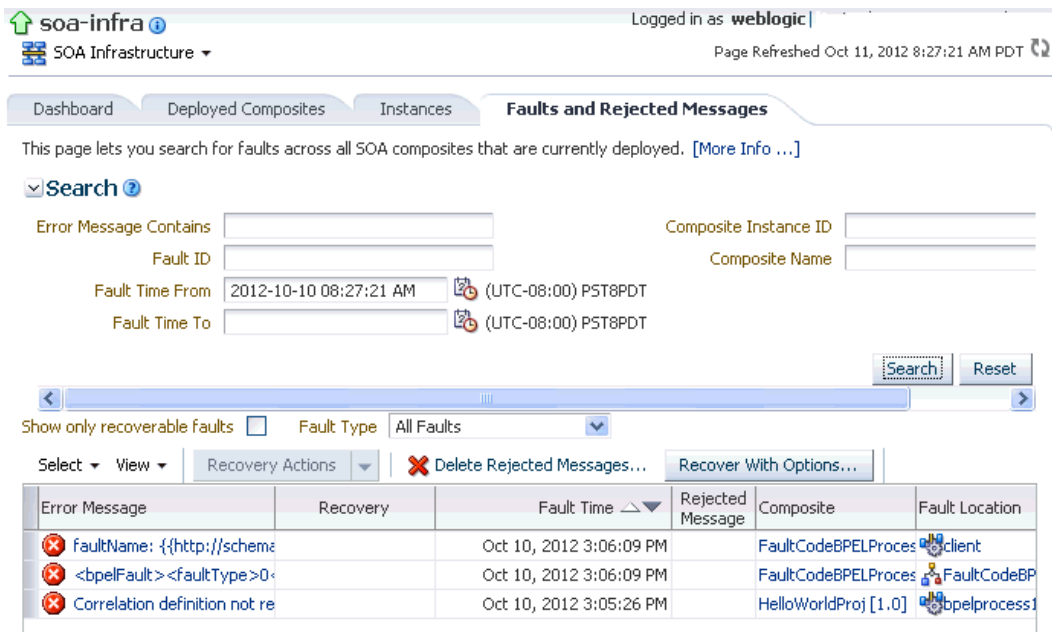 soa-infra
Logged in as weblogic|
SOA Infrastructure
Page Refreshed Oct 11, 2012 8:27:21 AM PDT
Dashboard Deployed Composites Instances Faults and Rejected Messages
This page lets you search for faults across all SOA composites that are currently deployed. [More Info ...]
Search
Error Message Contains Composite Instance ID
Fault ID Composite Name
Fault Time From 2012-10-10 08:27:21 AM (UTC-08:00) PST8PDT
Fault Time To (UTC-08:00) PST8PDT
Search Reset
Show only recoverable faults Fault Type All Faults
Select View Recovery Actions Delete Rejected Messages... Recover With Options...
Error Message Recovery Fault Time Rejected Message Composite Fault Location
faultName: {{http://schema Oct 10, 2012 3:06:09 PM FaultCodeBPELProces client
<bpelFault><faultType>0< Oct 10, 2012 3:06:09 PM FaultCodeBPELProces FaultCodeBP
Correlation definition not re Oct 10, 2012 3:05:26 PM HelloWorldProj [1.0] bpelprocess1